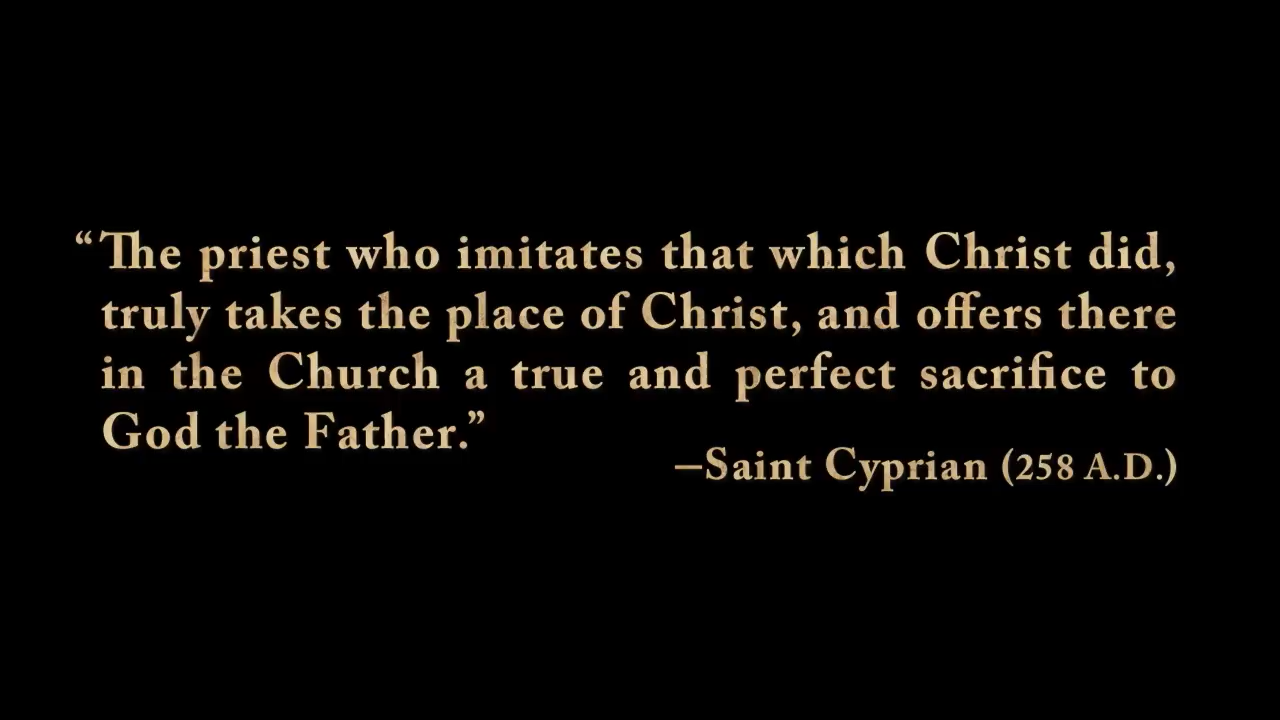 “The priest who imitates that which Christ did,
truly takes the place of Christ, and offers there
in the Church a true and perfect sacrifice to
God the Father.”
—Saint Cyprian (258 A.D.)